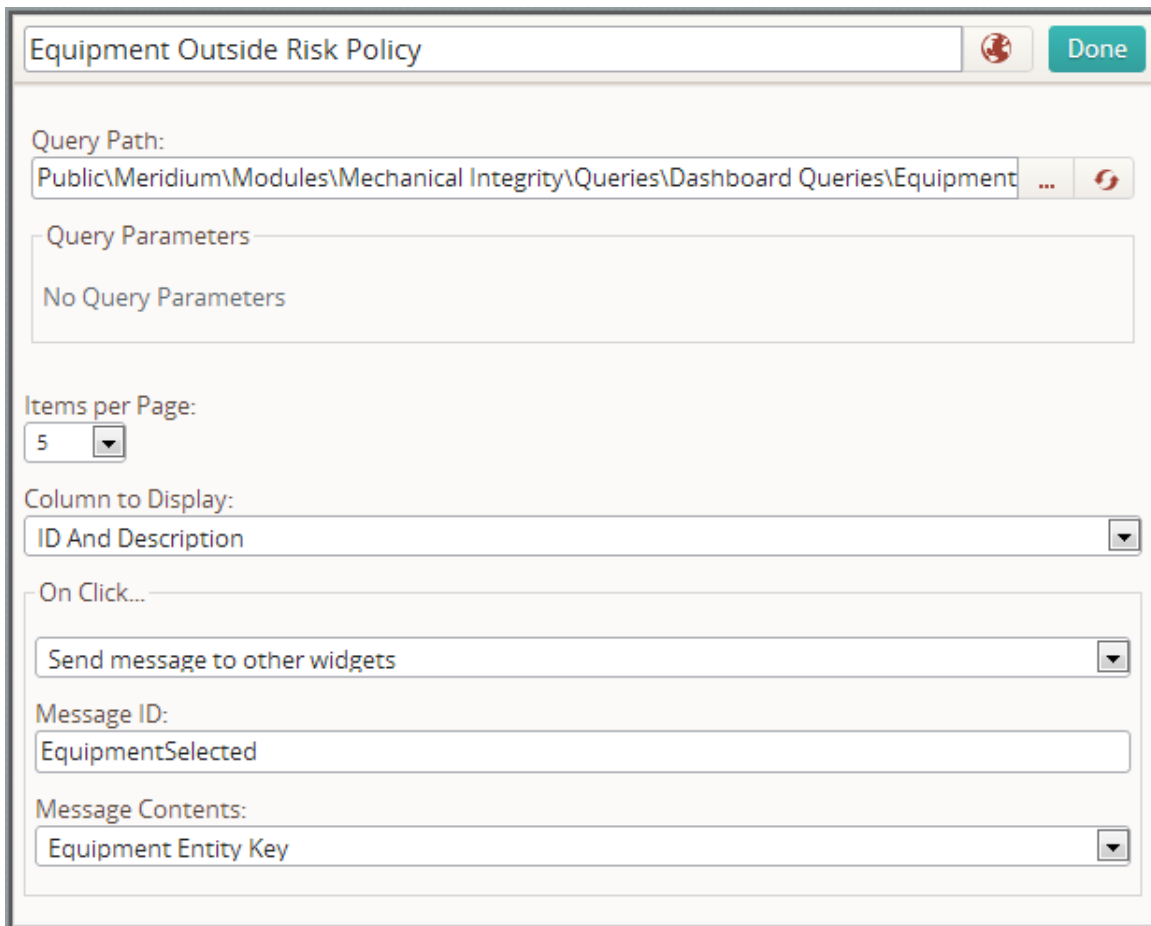 Equipment Outside Risk Policy
Done
Query Path:
Public\Meridium\Modules\Mechanical Integrity\Queries\Dashboard Queries\Equipment
...
Query Parameters
No Query Parameters
Items per Page:
5
Column to Display:
ID And Description
On Click...
Send message to other widgets
Message ID:
EquipmentSelected
Message Contents:
Equipment Entity Key